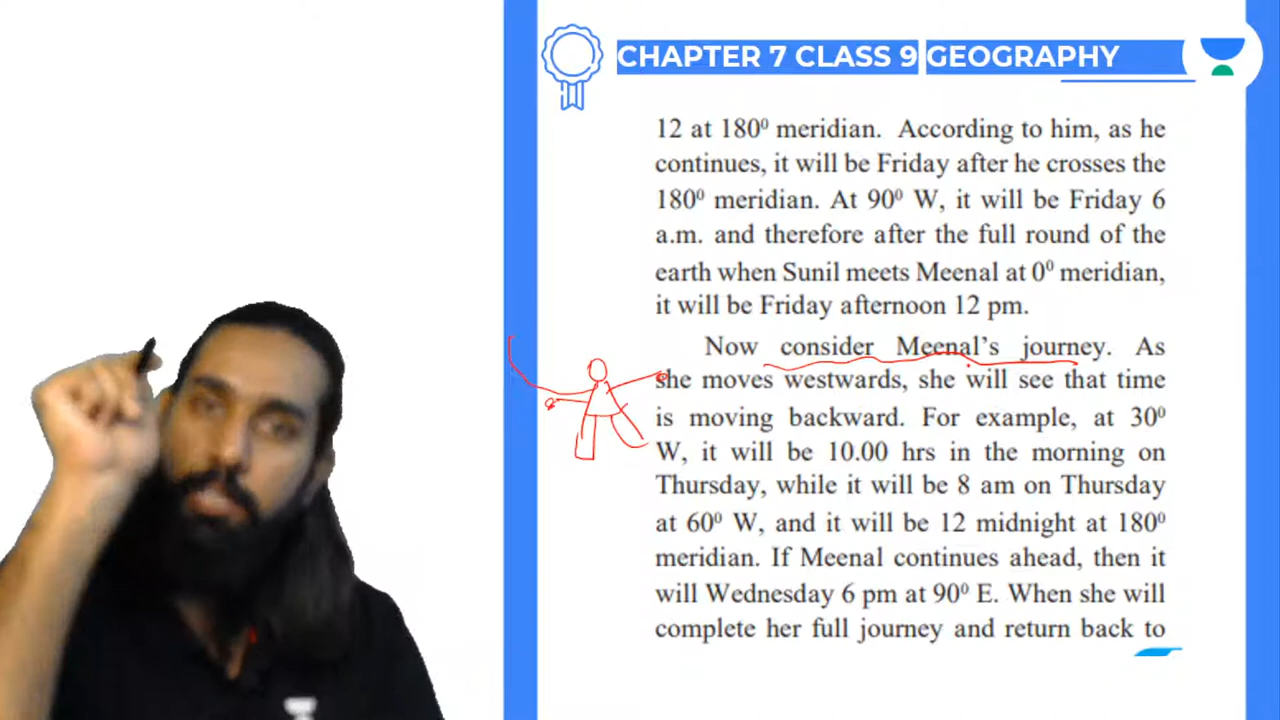 CHAPTER 7 CLASS 9 GEOGRAPHY
12 at 180⁰ meridian. According to him, as he
continues, it will be Friday after he crosses the
180⁰ meridian. At 90⁰ W, it will be Friday 6
a.m. and therefore after the full round of the
earth when Sunil meets Meenal at 0⁰ meridian,
it will be Friday afternoon 12 pm.
Now consider Meenal’s journey. As
she moves westwards, she will see that time
is moving backward. For example, at 30⁰
W, it will be 10.00 hrs in the morning on
Thursday, while it will be 8 am on Thursday
at 60⁰ W, and it will be 12 midnight at 180⁰
meridian. If Meenal continues ahead, then it
will Wednesday 6 pm at 90⁰ E. When she will
complete her full journey and return back to